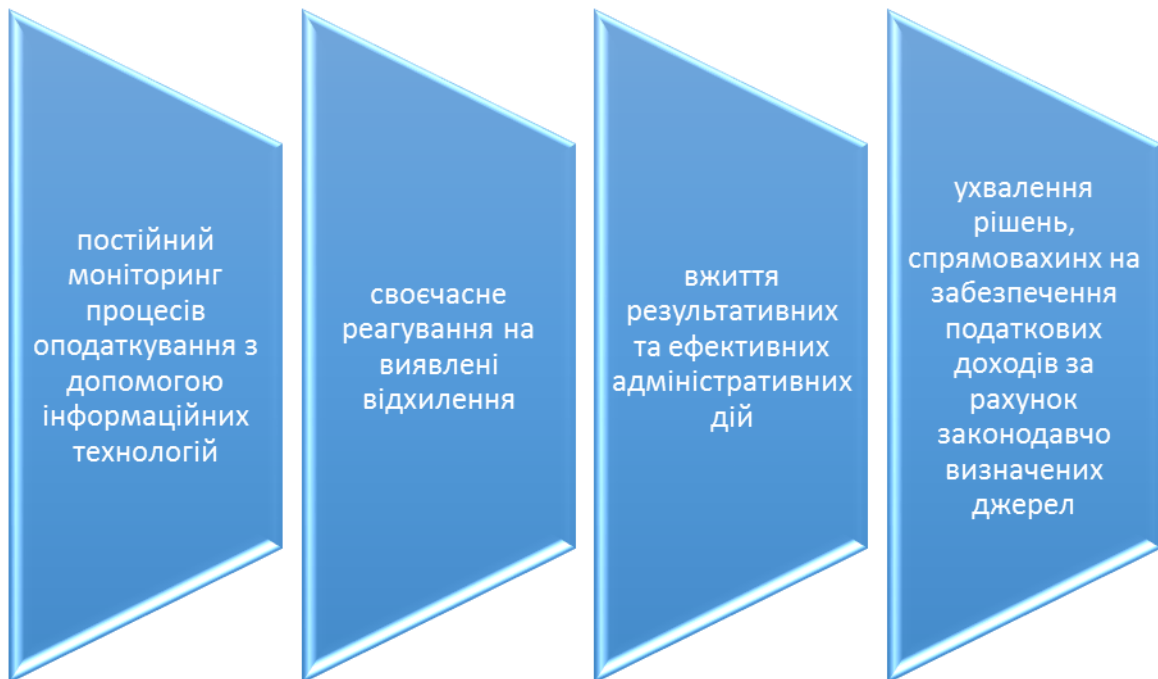 постійний
моніторинг
процесів
оподаткування з
допомогою
інформаційних
технологій
своєчасне
реагування на
виявлені
відхилення
вжиття
результативних
та ефективних
адміністративних
дій
ухвалення
рішень,
спрямовахинх на
забезпечення
податкових
доходів за
рахунок
законодавчо
визначених
джерел